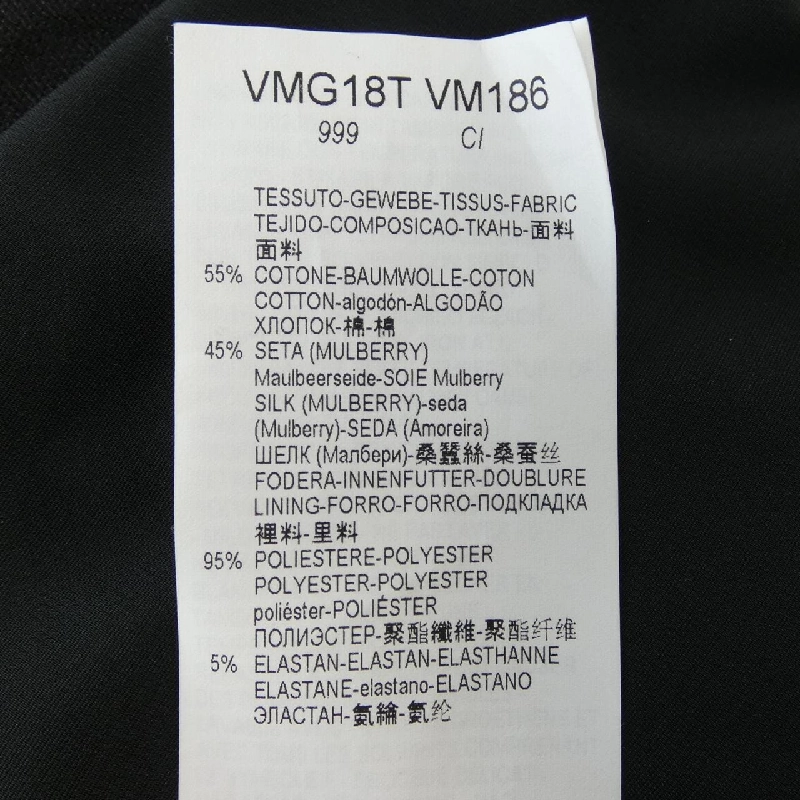 VMG18T VM186
999 CI
TESSUTO-GEWEBE-TISSUS-FABRIC
TEJIDO-COMPOSICAO-ТКАНЬ-面料
面料
55% COTONE-BAUMWOLLE-COTON
COTTON-algodón-ALGODÃO
ХЛОПОК-棉-棉
45% SETA (MULBERRY)
Maulbeerseide-SOIE Mulberry
SILK (MULBERRY)-seda
(Mulberry)-SEDA (Amoreira)
ШЕЛК (Малбери)-桑蠶絲-桑蚕丝
FODERA-INNENFUTTER-DOUBLURE
LINING-FORRO-FORRO-ПОДКЛАДКА
裡料-里料
95% POLIESTERE-POLYESTER
POLYESTER-POLYESTER
poliéster-POLIÉSTER
ПОЛИЭСТЕР-聚酯纖維-聚酯纤维
5% ELASTAN-ELASTAN-ELASTHANNE
ELASTANE-elastano-ELASTANO
ЭЛАСТАН-氨綸-氨纶